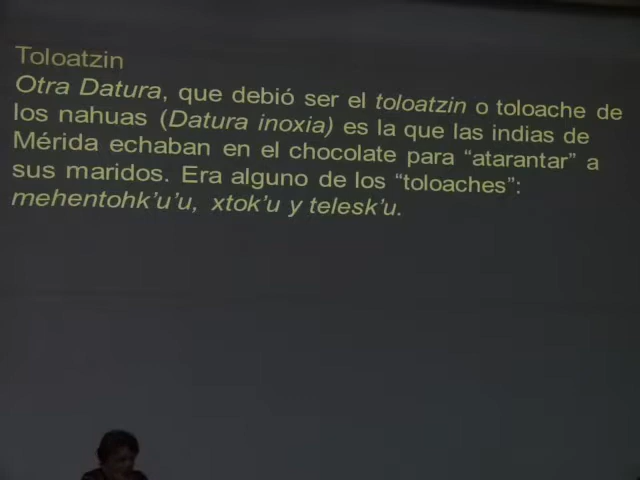 Toloatzin
Otra Datura, que debió ser el toloatzin o toloache de
los nahuas (Datura inoxia) es la que las indias de
Mérida echaban en el chocolate para “atarantar” a
sus maridos. Era alguno de los “toloaches”:
mehentohk’u’u, xtok’u y telesk’u.